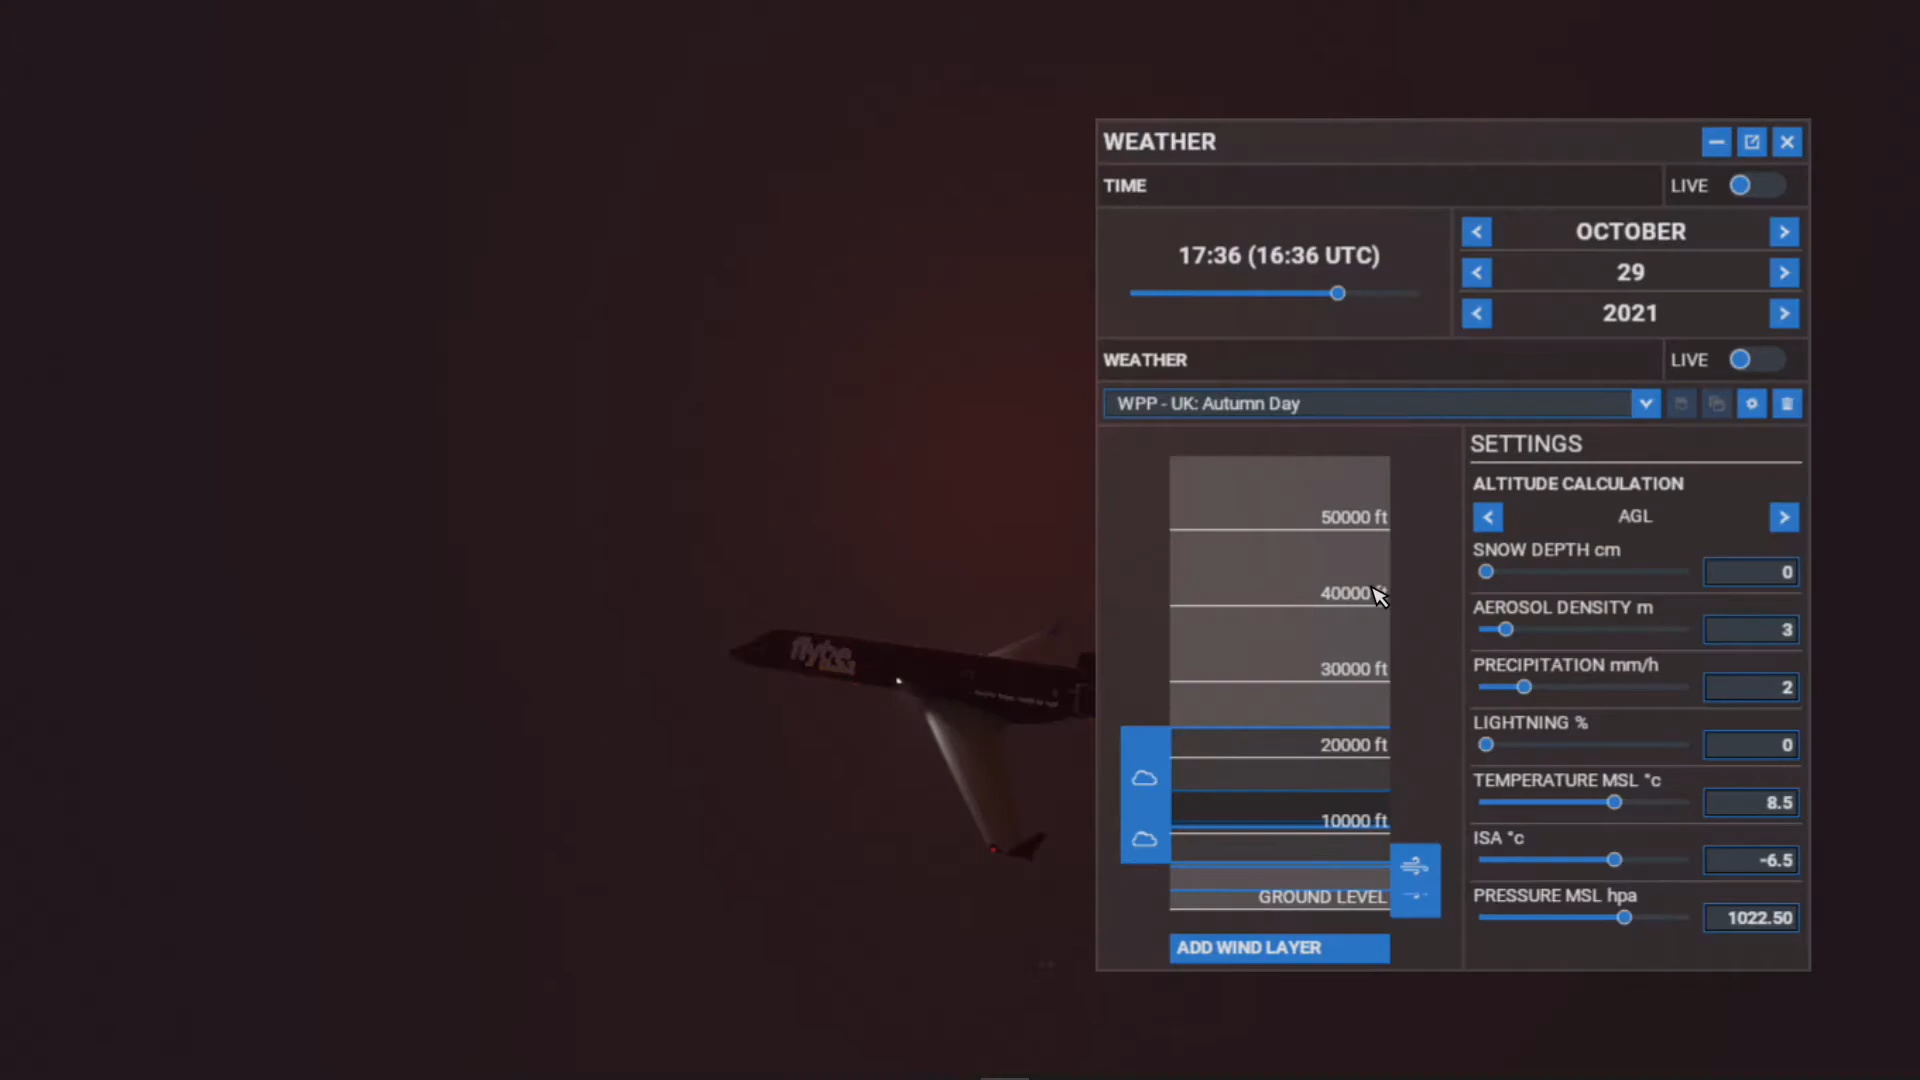 WEATHER
TIME
LIVE
17:36 (16:36 UTC)
OCTOBER
29
2021
WEATHER
LIVE
WPP - UK: Autumn Day
50000 ft
40000
30000 ft
20000 ft
10000 ft
GROUND LEVEL
ADD WIND LAYER
SETTINGS
ALTITUDE CALCULATION
AGL
SNOW DEPTH cm
0
AEROSOL DENSITY m
3
PRECIPITATION mm/h
2
LIGHTNING %
0
TEMPERATURE MSL °c
8.5
ISA °c
-6.5
PRESSURE MSL hpa
1022.50
flybe